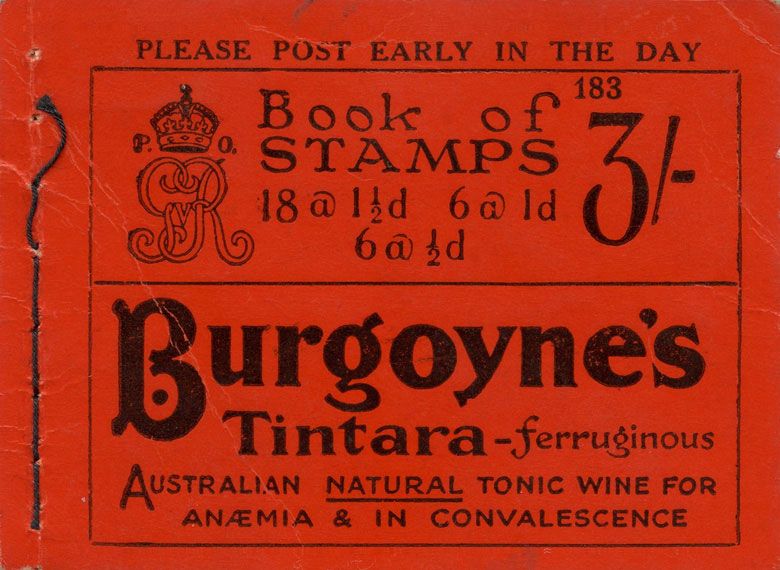 PLEASE POST EARLY IN THE DAY
P. O.
GVR
Book of
STAMPS
183
3/-
18 @ 1½d 6 @ 1d
6 @ ½d
Burgoyne's
Tintara-ferruginous
AUSTRALIAN NATURAL TONIC WINE FOR
ANÆMIA & IN CONVALESCENCE